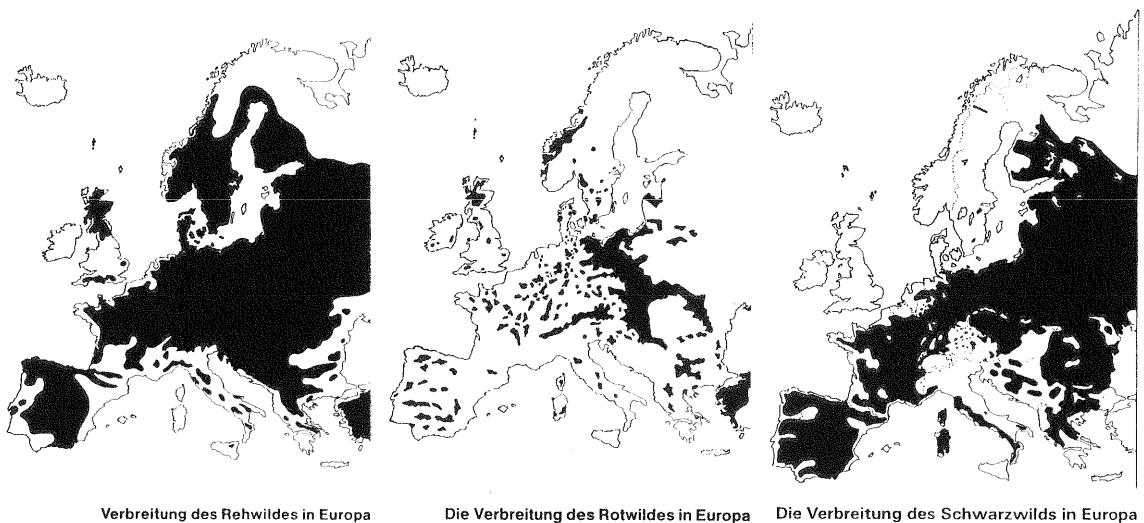 Verbreitung des Rehwildes in Europa
Die Verbreitung des Rotwildes in Europa
Die Verbreitung des Schwarzwilds in Europa